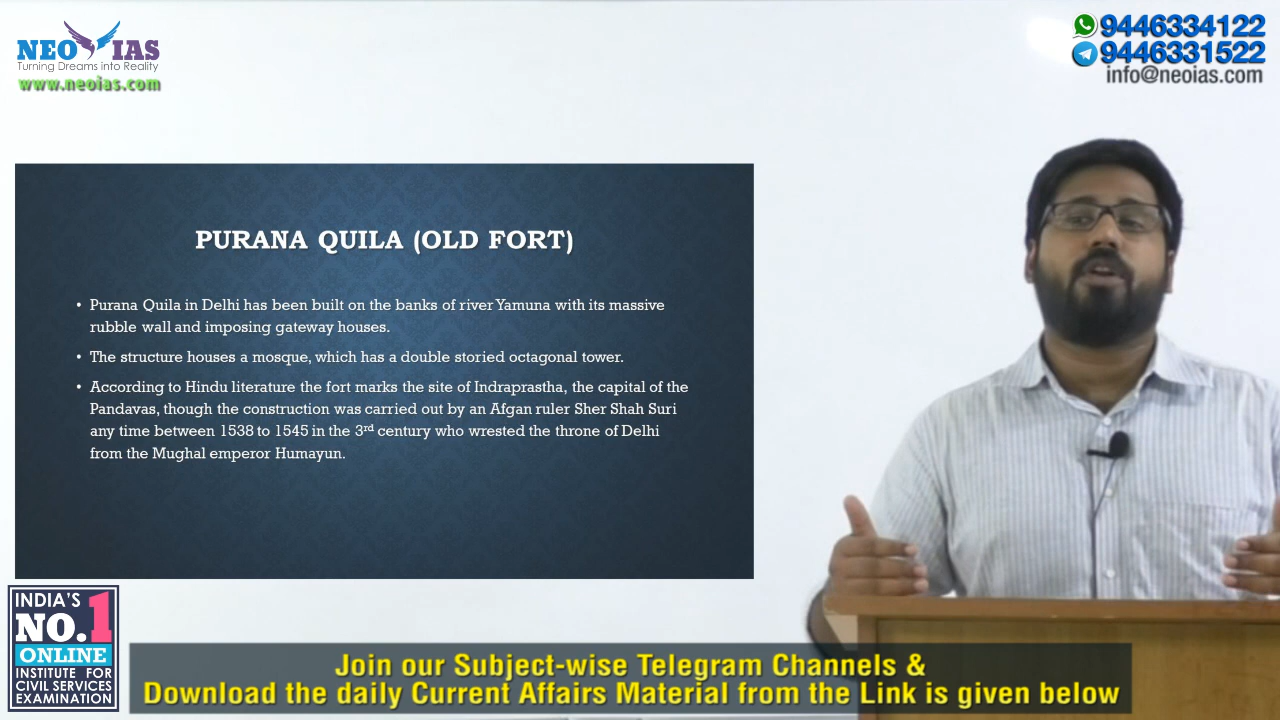 NEO IAS
Turning Dreams into Reality
www.neoias.com
9446334122
9446331522
info@neoias.com
PURANA QUILA (OLD FORT)
• Purana Quila in Delhi has been built on the banks of river Yamuna with its massive
rubble wall and imposing gateway houses.
• The structure houses a mosque, which has a double storied octagonal tower.
• According to Hindu literature the fort marks the site of Indraprastha, the capital of the
Pandavas, though the construction was carried out by an Afgan ruler Sher Shah Suri
any time between 1538 to 1545 in the 3rd century who wrested the throne of Delhi
from the Mughal emperor Humayun.
INDIA'S
NO.1
ONLINE
INSTITUTE FOR
CIVIL SERVICES
EXAMINATION
Join our Subject-wise Telegram Channels &
Download the daily Current Affairs Material from the Link is given below